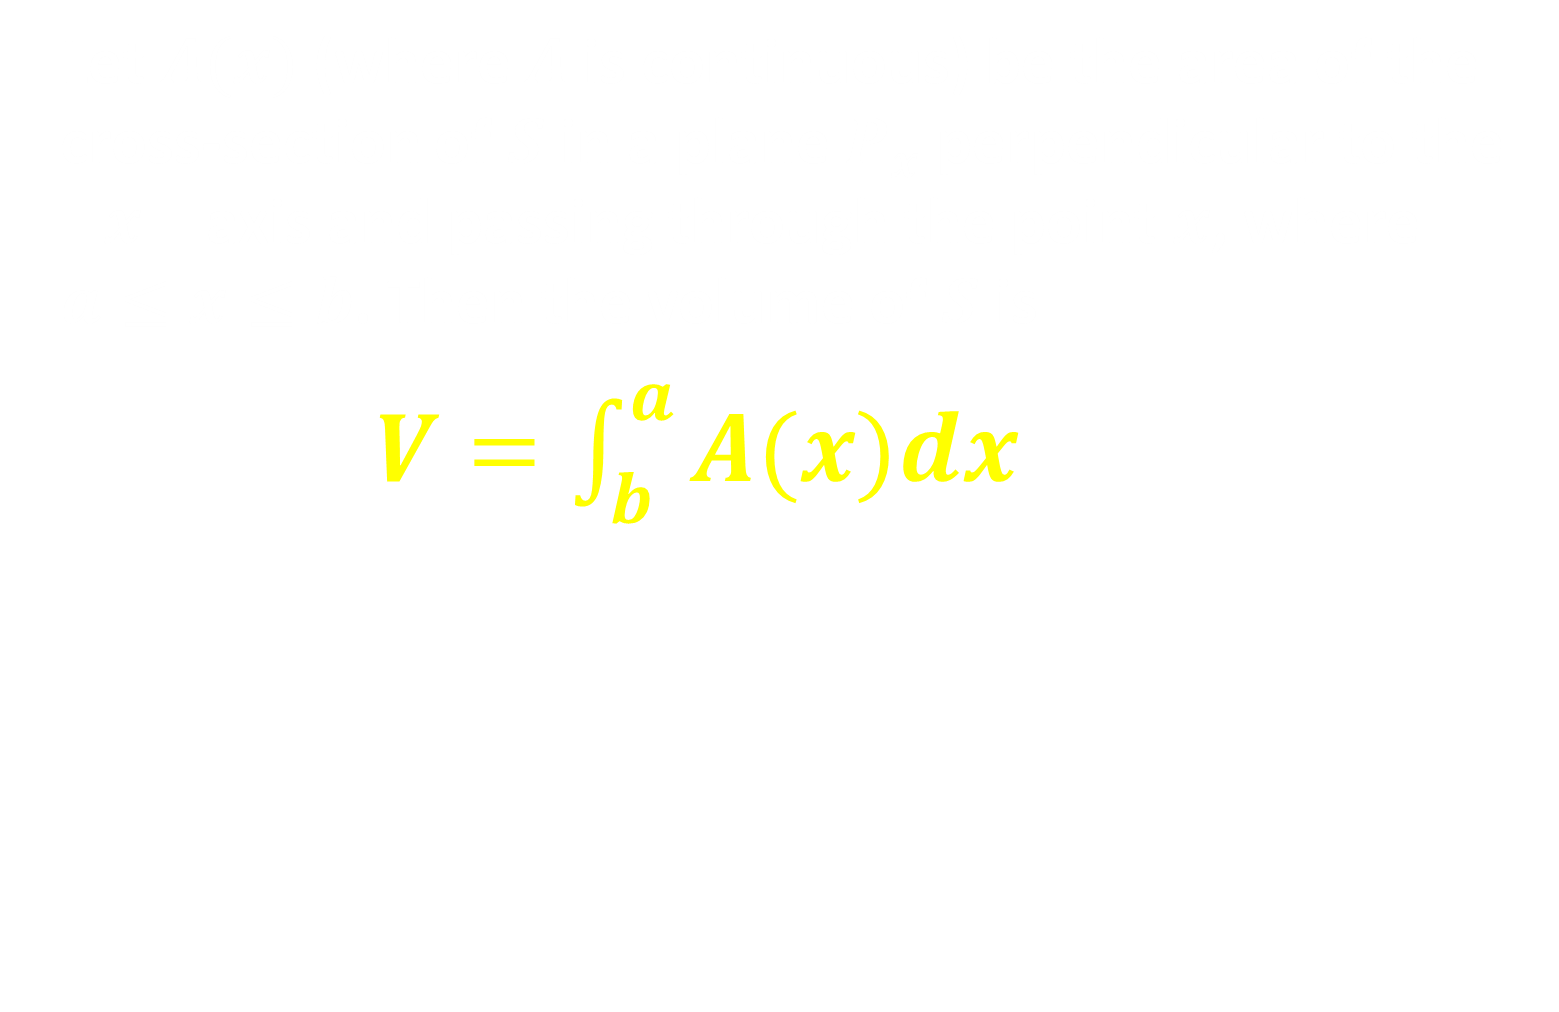 V = ∫_b^a A(x)dx